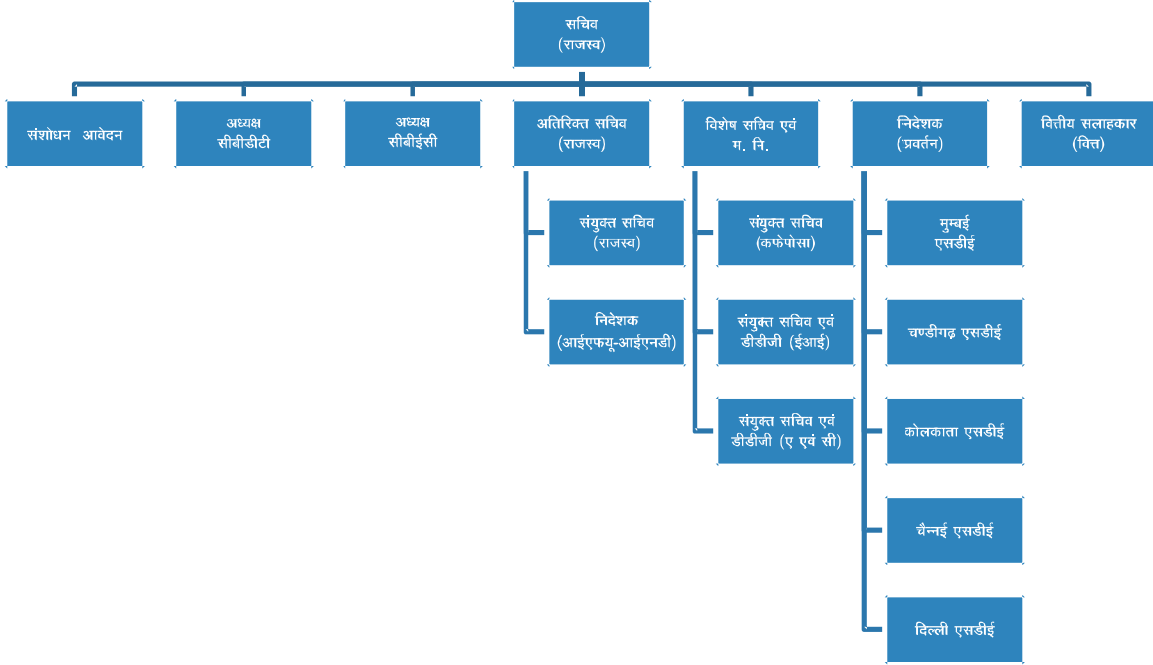 सचिव
(राजस्व)
संशोधन आवेदन
अध्यक्ष
सीबीडीटी
अध्यक्ष
सीबीईसी
अतिरिक्त सचिव
(राजस्व)
विशेष सचिव एवं
म. नि.
निदेशक
(प्रवर्तन)
वित्तीय सलाहकार
(वित्त)
संयुक्त सचिव
(राजस्व)
निदेशक
(आईएफयू-आईएनडी)
संयुक्त सचिव
(कफेपोसा)
संयुक्त सचिव एवं
डीडीजी (ईआई)
संयुक्त सचिव एवं
डीडीजी (ए एवं सी)
मुम्बई
एसडीई
चण्डीगढ़ एसडीई
कोलकाता एसडीई
चैन्नई एसडीई
दिल्ली एसडीई